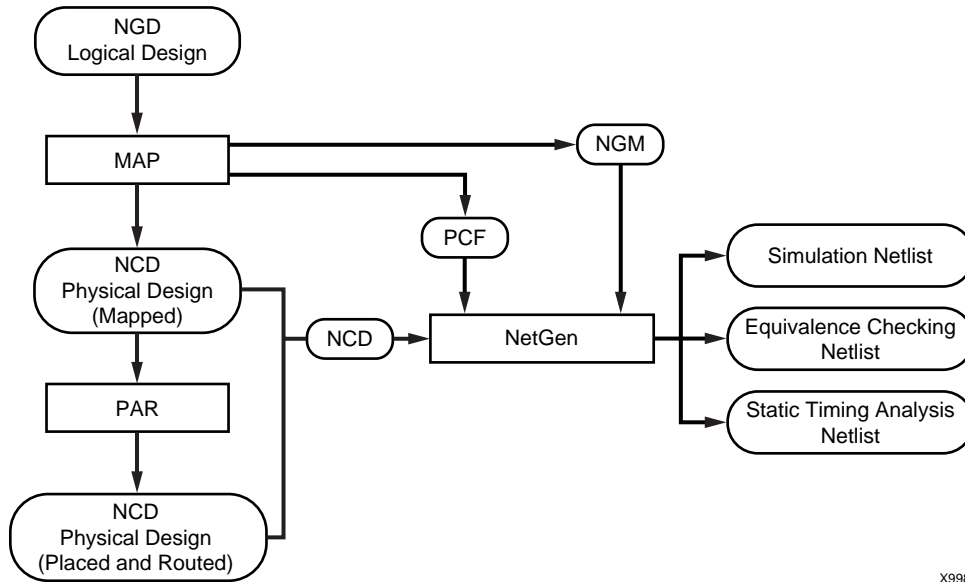 NGD
Logical Design
MAP
NGM
PCF
NCD
Physical Design
(Mapped)
NCD
NetGen
Simulation Netlist
Equivalence Checking
Netlist
Static Timing Analysis
Netlist
PAR
NCD
Physical Design
(Placed and Routed)